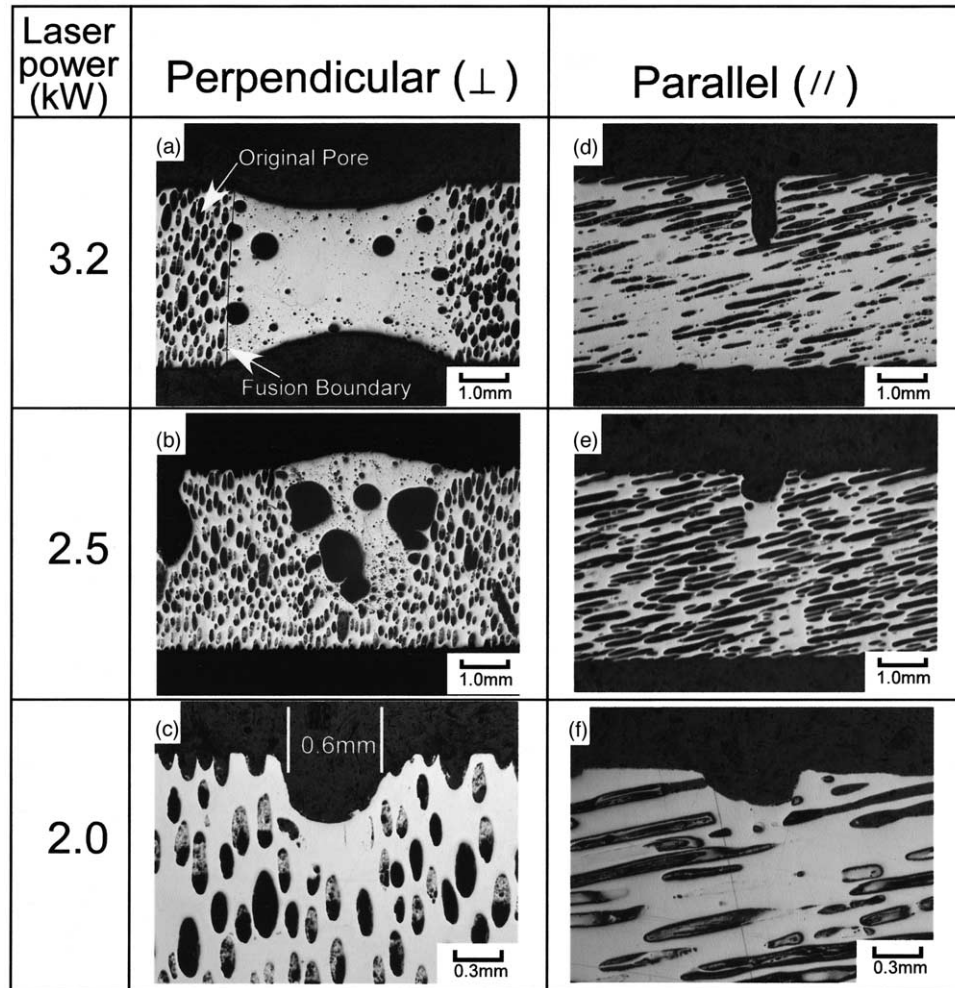 Laser
power
(kW)
Perpendicular (⊥)
Parallel (//)
3.2
(a)
Original Pore
Fusion Boundary
1.0mm
(d)
1.0mm
2.5
(b)
1.0mm
(e)
1.0mm
2.0
(c)
0.6mm
0.3mm
(f)
0.3mm